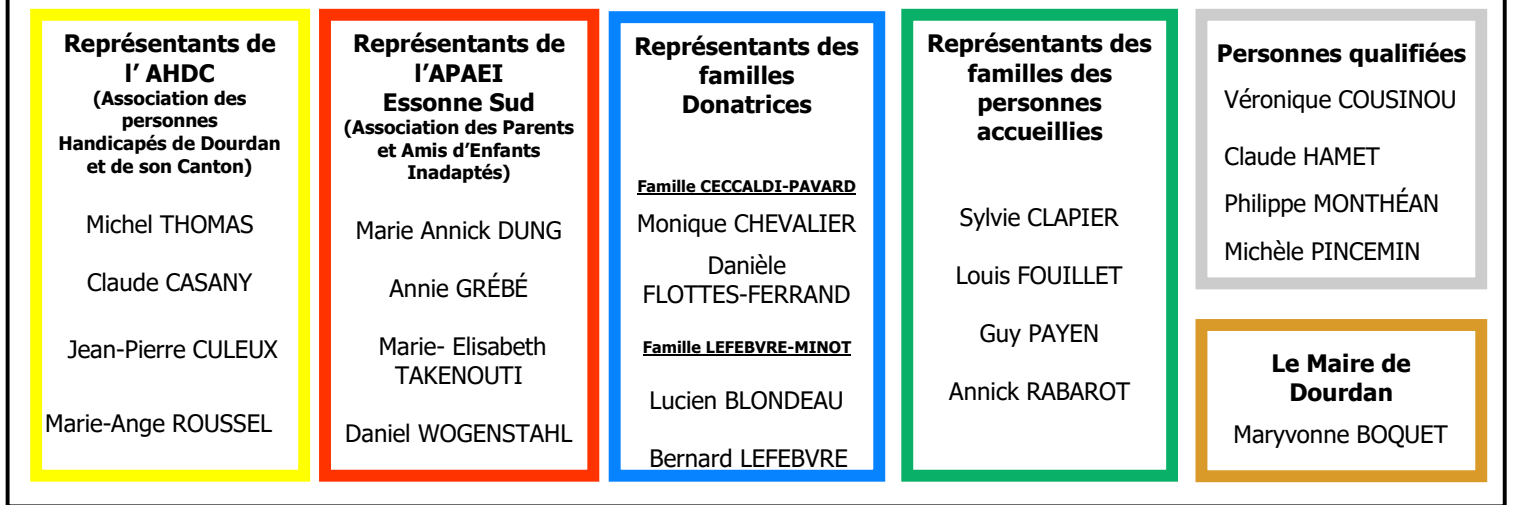 Représentants de
l' AHDC
(Association des
personnes
Handicapés de Dourdan
et de son Canton)
Michel THOMAS
Claude CASANY
Jean-Pierre CULEUX
Marie-Ange ROUSSEL
Représentants de
l'APAEI
Essonne Sud
(Association des Parents
et Amis d'Enfants
Inadaptés)
Marie Annick DUNG
Annie GRÉBÉ
Marie- Elisabeth
TAKENOUTI
Daniel WOGENSTAHL
Représentants des
familles
Donatrices
Famille CECCALDI-PAVARD
Monique CHEVALIER
Danièle
FLOTTES-FERRAND
Famille LEFEBVRE-MINOT
Lucien BLONDEAU
Bernard LEFEBVRE
Représentants des
familles des
personnes
accueillies
Sylvie CLAPIER
Louis FOUILLET
Guy PAYEN
Annick RABAROT
Personnes qualifiées
Véronique COUSINOU
Claude HAMET
Philippe MONTHÉAN
Michèle PINCEMIN
Le Maire de
Dourdan
Maryvonne BOQUET